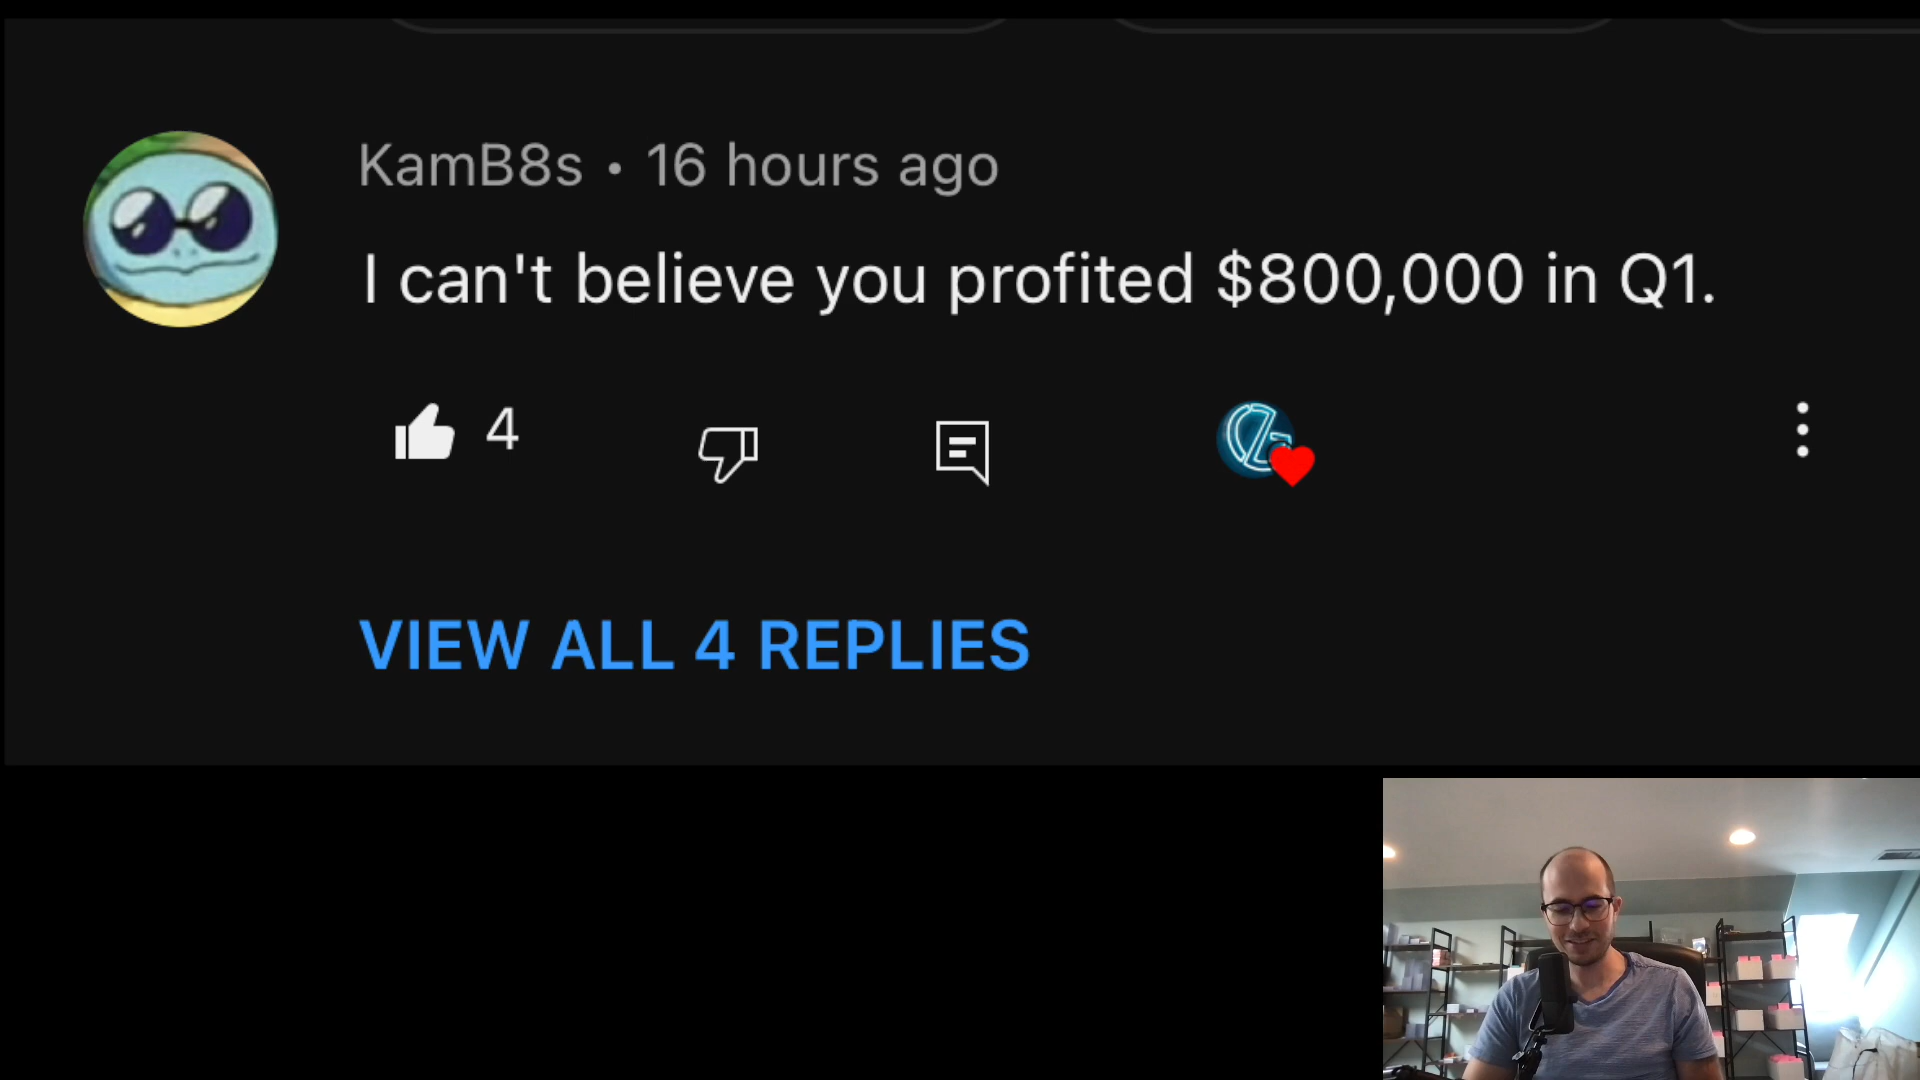 KamB8s • 16 hours ago
I can't believe you profited $800,000 in Q1.
4
VIEW ALL 4 REPLIES